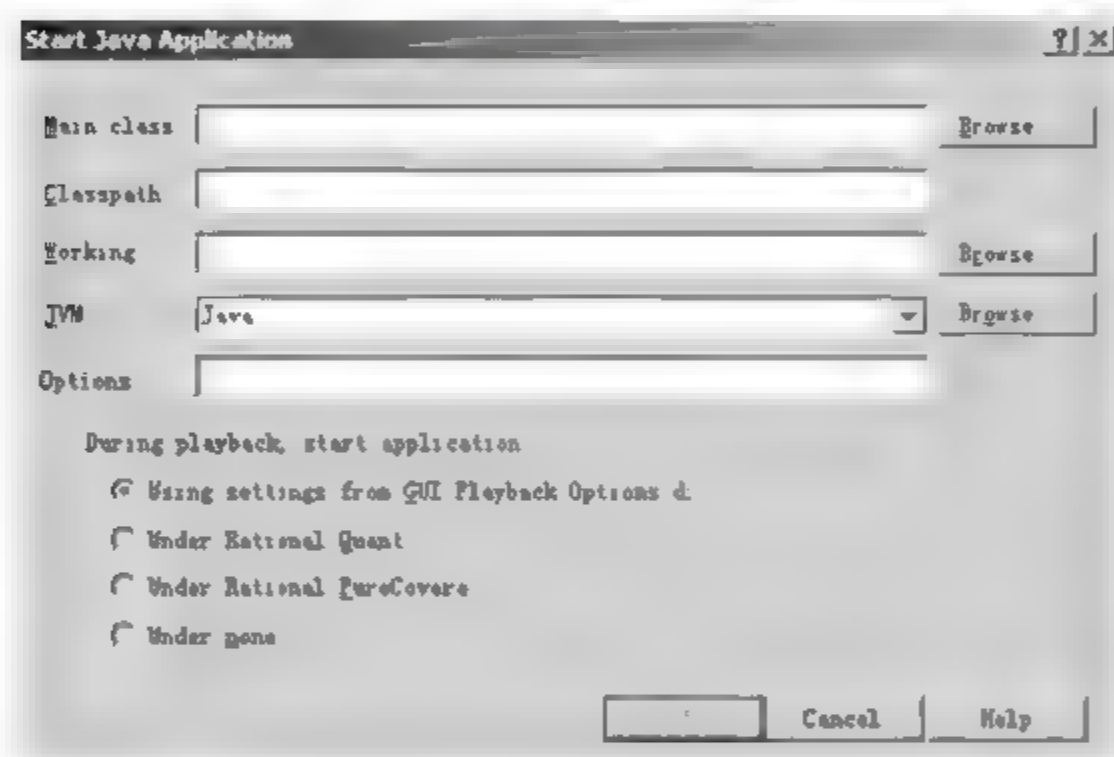 Start Java Application
Main class Browse
Classpath
Working Browse
JVM Java Browse
Options
During playback, start application
Using settings from GUI Playback Options d
Under Rational Quant
Under Rational PureCovera
Under none
Cancel Help